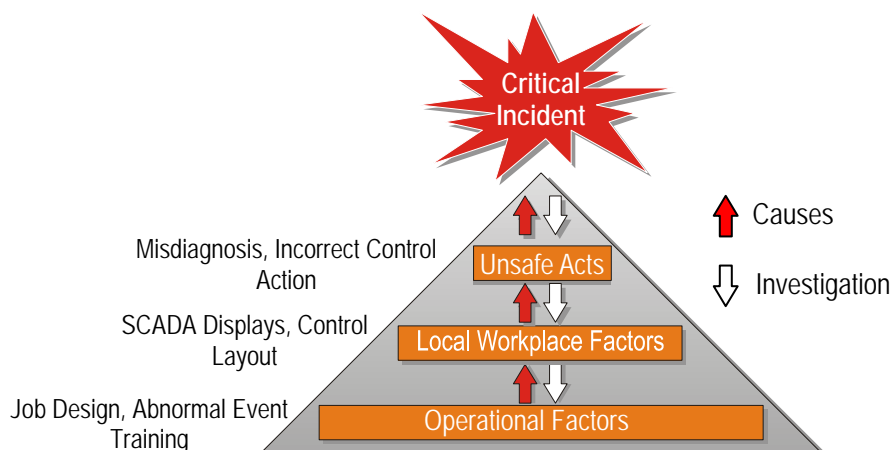 Critical
Incident
Causes
Misdiagnosis, Incorrect Control
Action
Unsafe Acts
Investigation
SCADA Displays, Control
Layout
Local Workplace Factors
Job Design, Abnormal Event
Training
Operational Factors